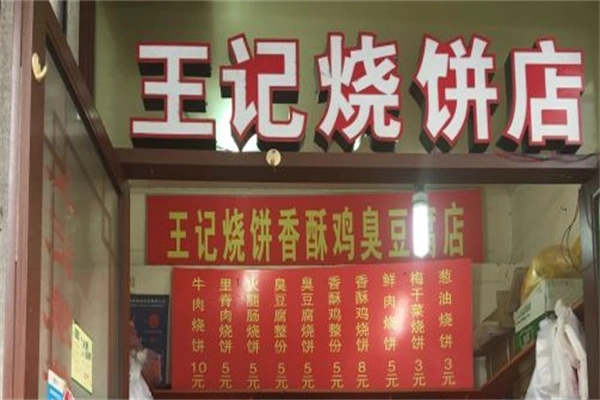 王记烧饼店
王记烧饼香酥鸡臭豆腐店
牛肉烧饼 10元
里脊肉烧饼 5元
火腿肠烧饼 5元
臭豆腐整份 5元
臭豆腐烧饼 5元
香酥鸡整份 5元
香酥鸡烧饼 8元
鲜肉烧饼 4元
梅干菜烧饼 3元
葱油烧饼 3元